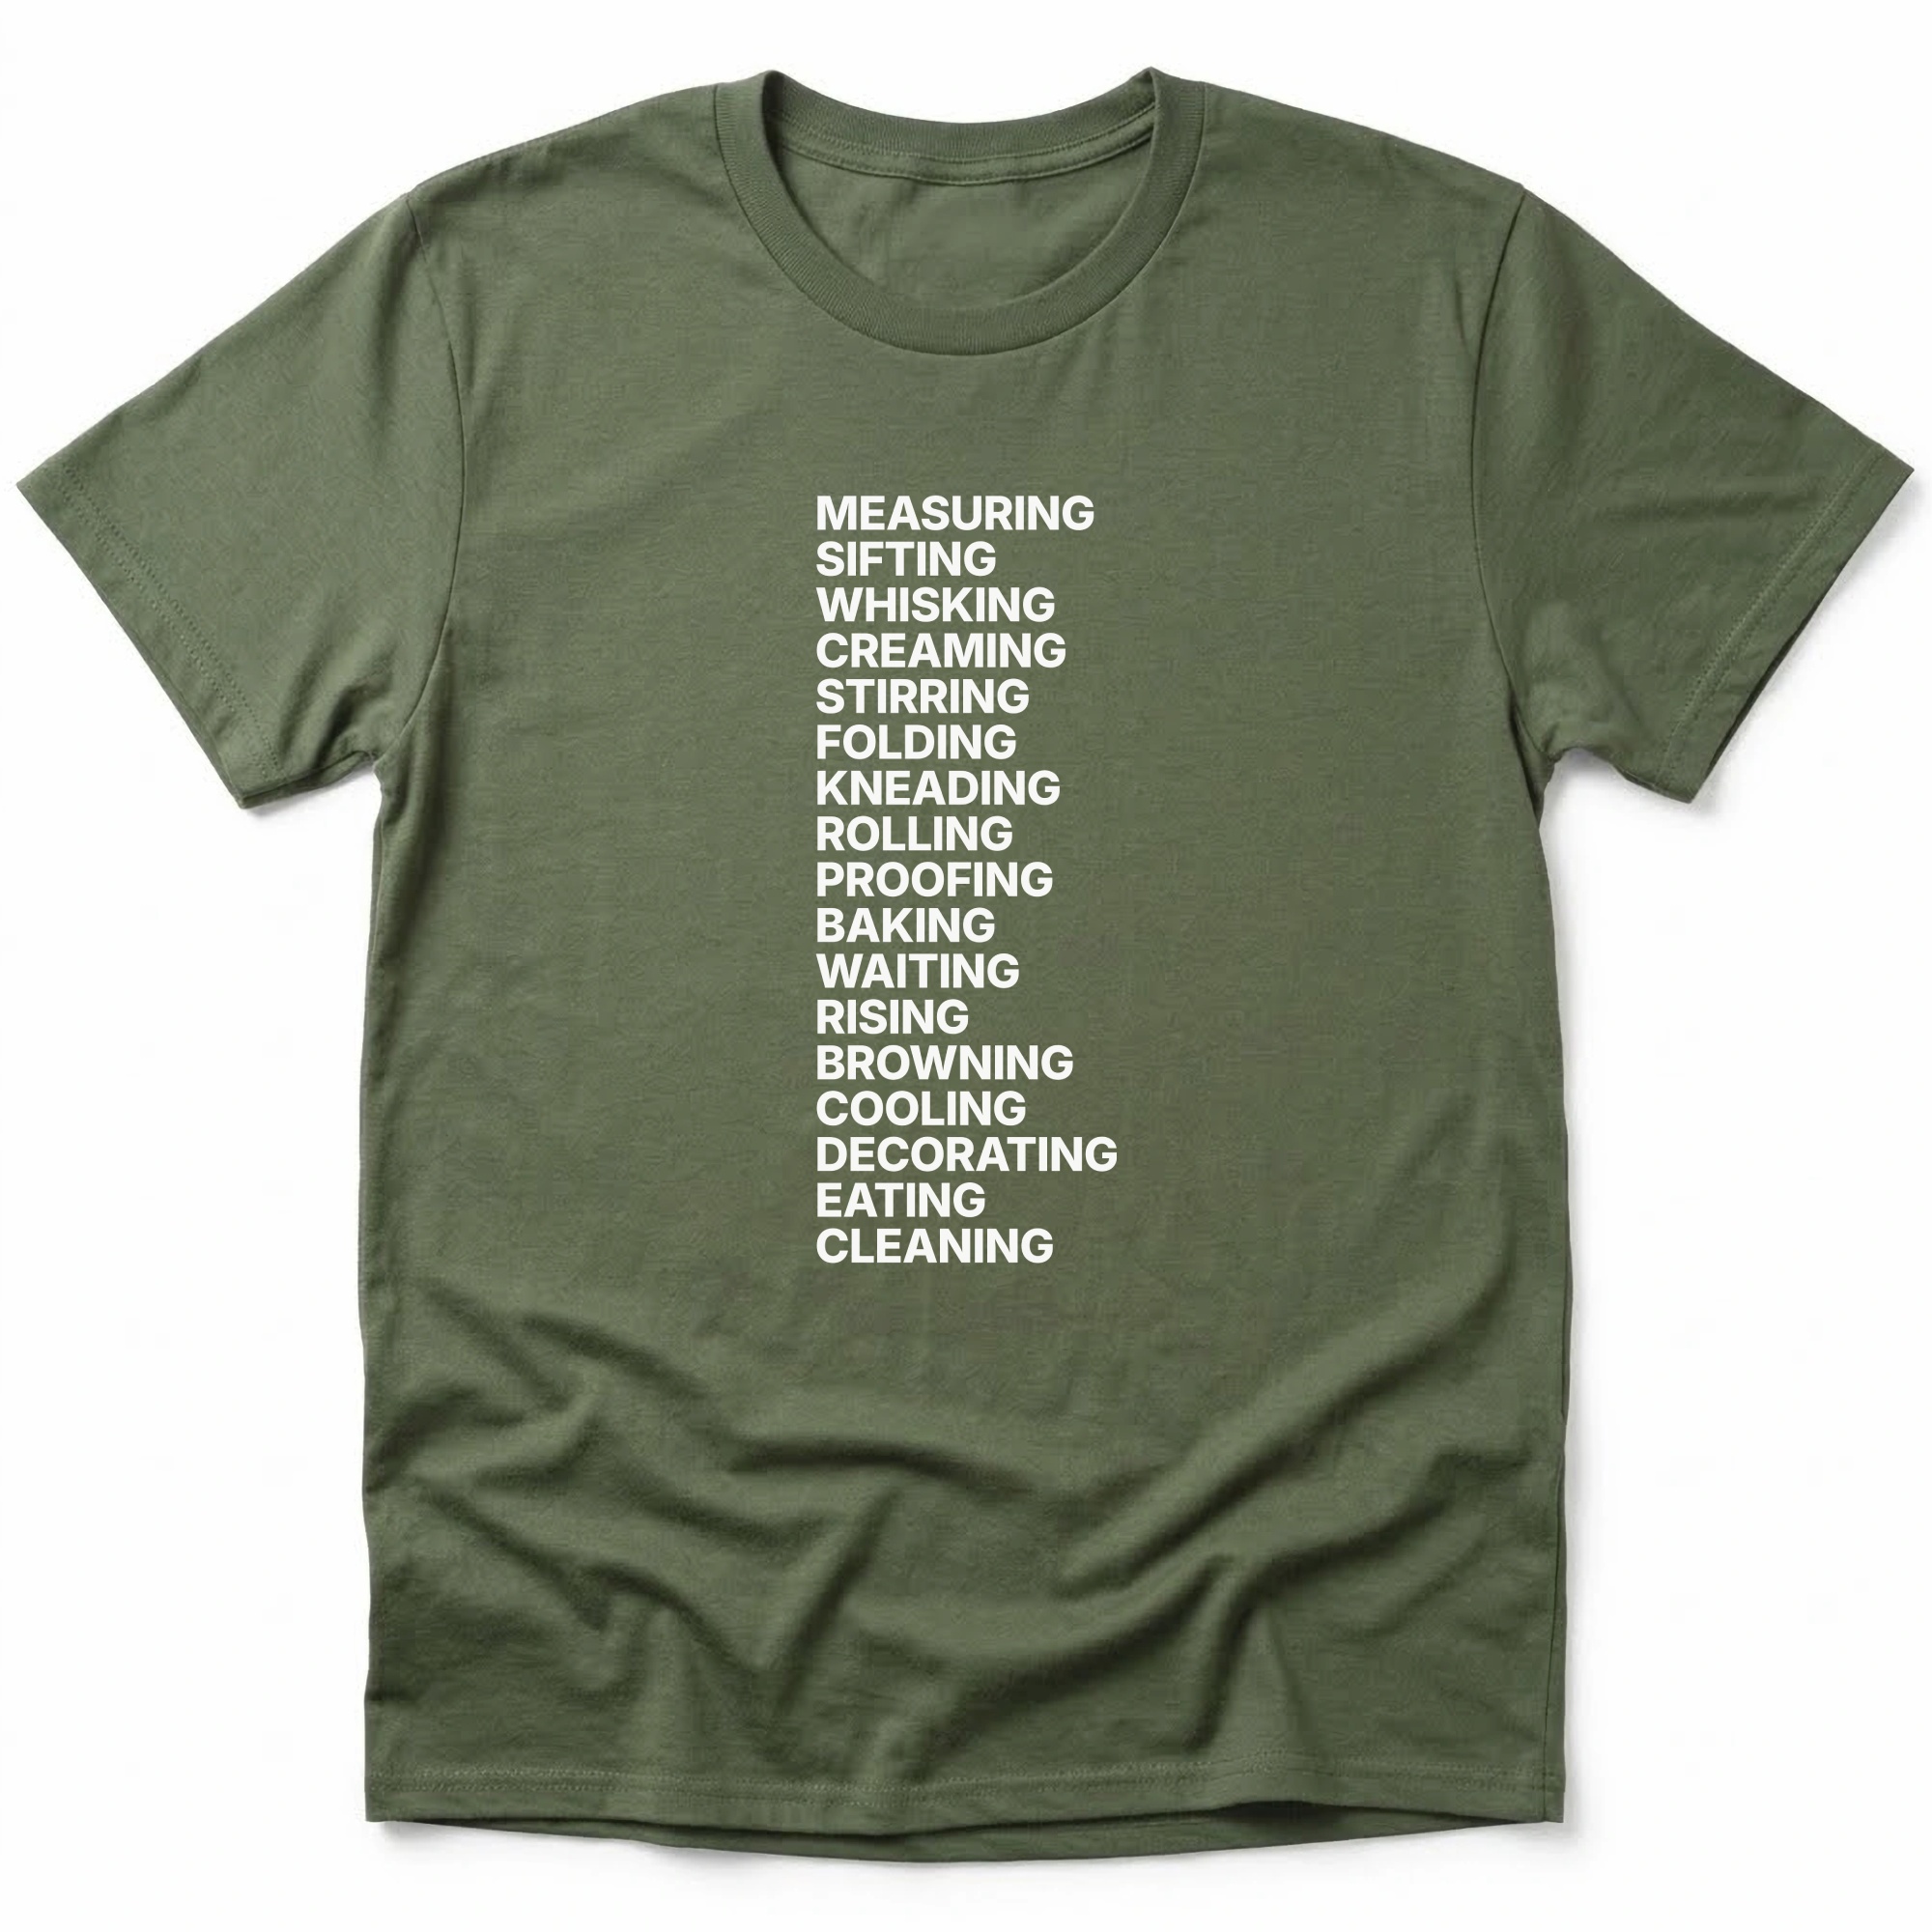 MEASURING
SIFTING
WHISKING
CREAMING
STIRRING
FOLDING
KNEADING
ROLLING
PROOFING
BAKING
WAITING
RISING
BROWNING
COOLING
DECORATING
EATING
CLEANING